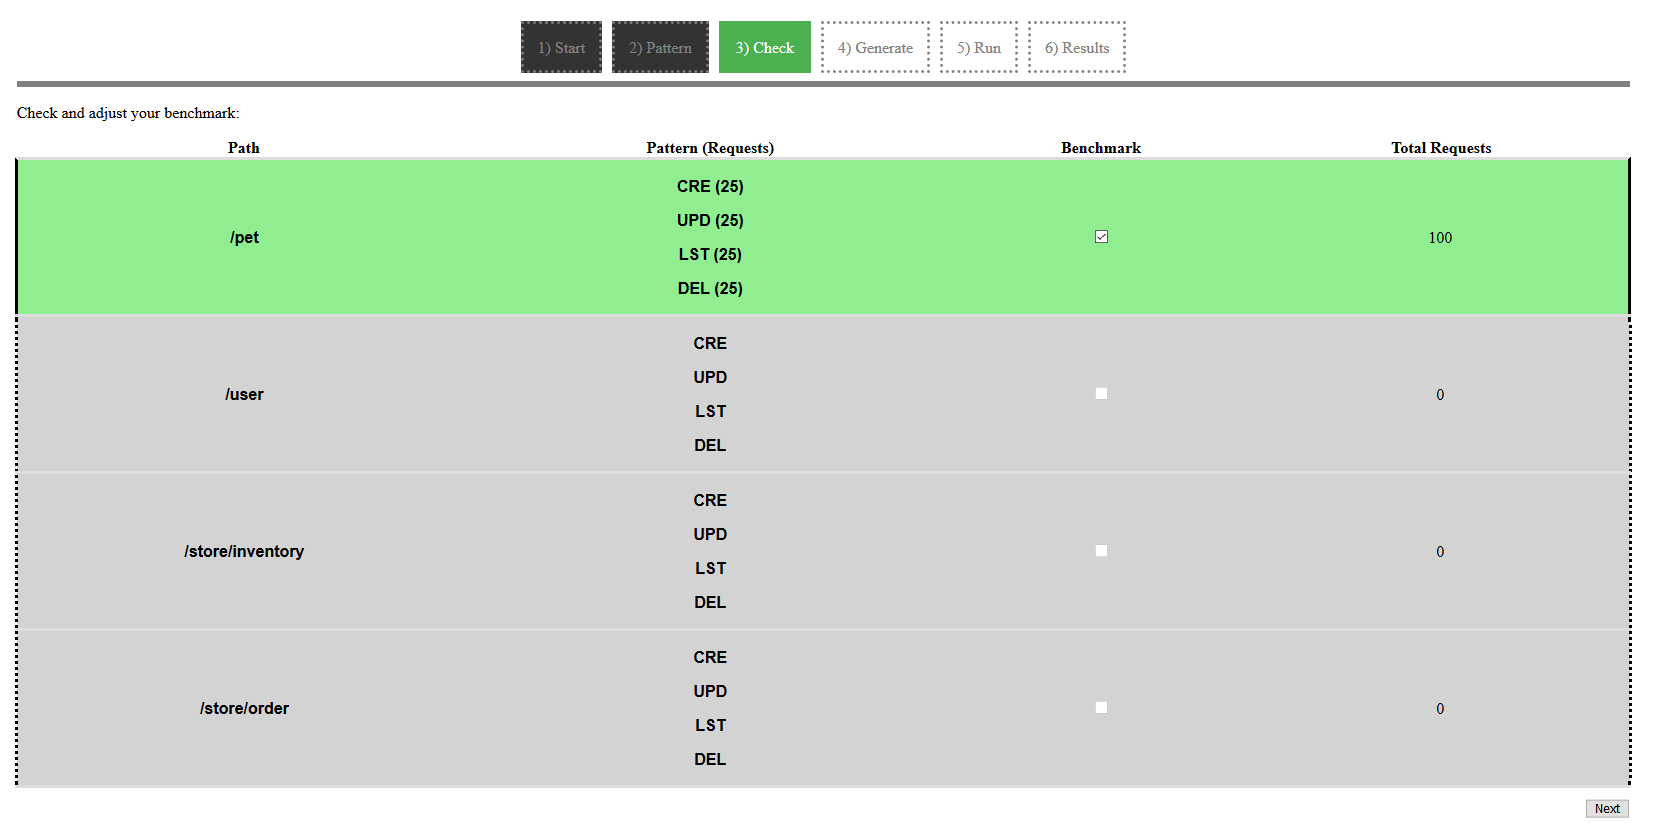 1) Start 2) Pattern 3) Check 4) Generate 5) Run 6) Results
Check and adjust your benchmark:
Path Pattern (Requests) Benchmark Total Requests
CRE (25)
UPD (25)
/pet 100
LST (25)
DEL (25)
CRE
UPD
/user 0
LST
DEL
CRE
UPD
/store/inventory 0
LST
DEL
CRE
UPD
/store/order 0
LST
DEL
Next